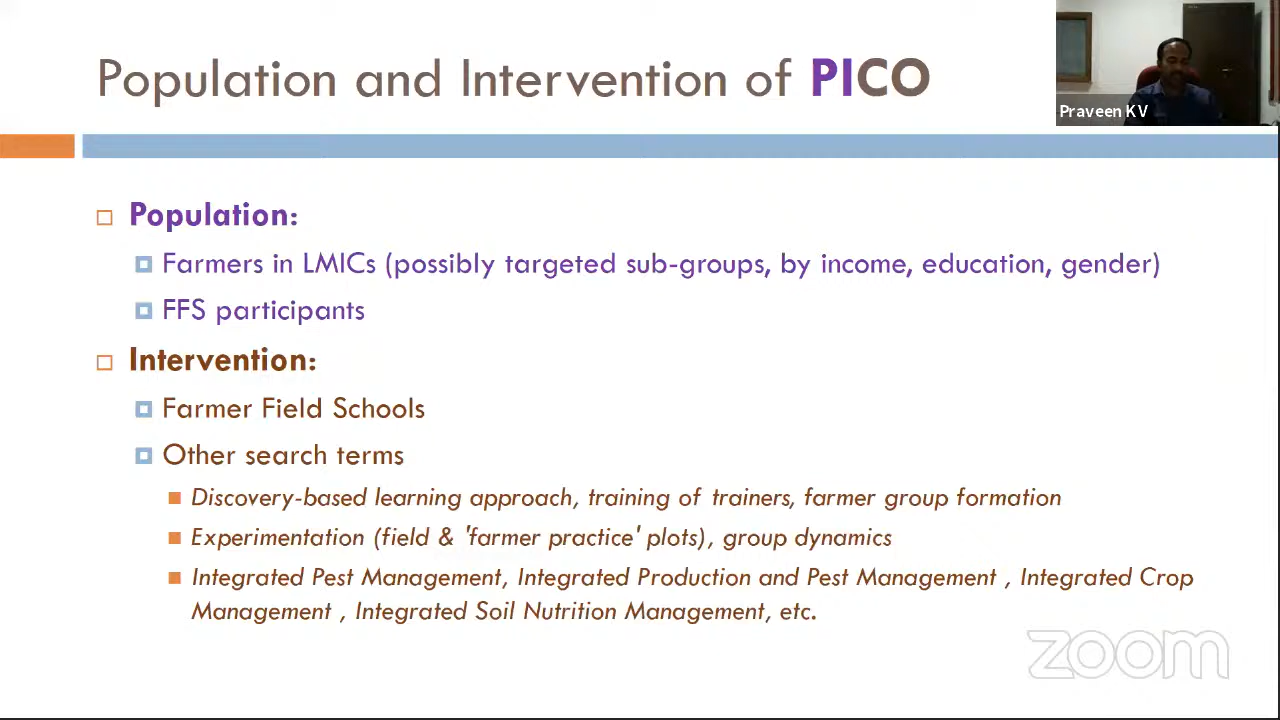 Population and Intervention of PICO
Praveen KV
Population:
Farmers in LMICs (possibly targeted sub-groups, by income, education, gender)
FFS participants
Intervention:
Farmer Field Schools
Other search terms
Discovery-based learning approach, training of trainers, farmer group formation
Experimentation (field & 'farmer practice' plots), group dynamics
Integrated Pest Management, Integrated Production and Pest Management , Integrated Crop
Management , Integrated Soil Nutrition Management, etc.
zoom